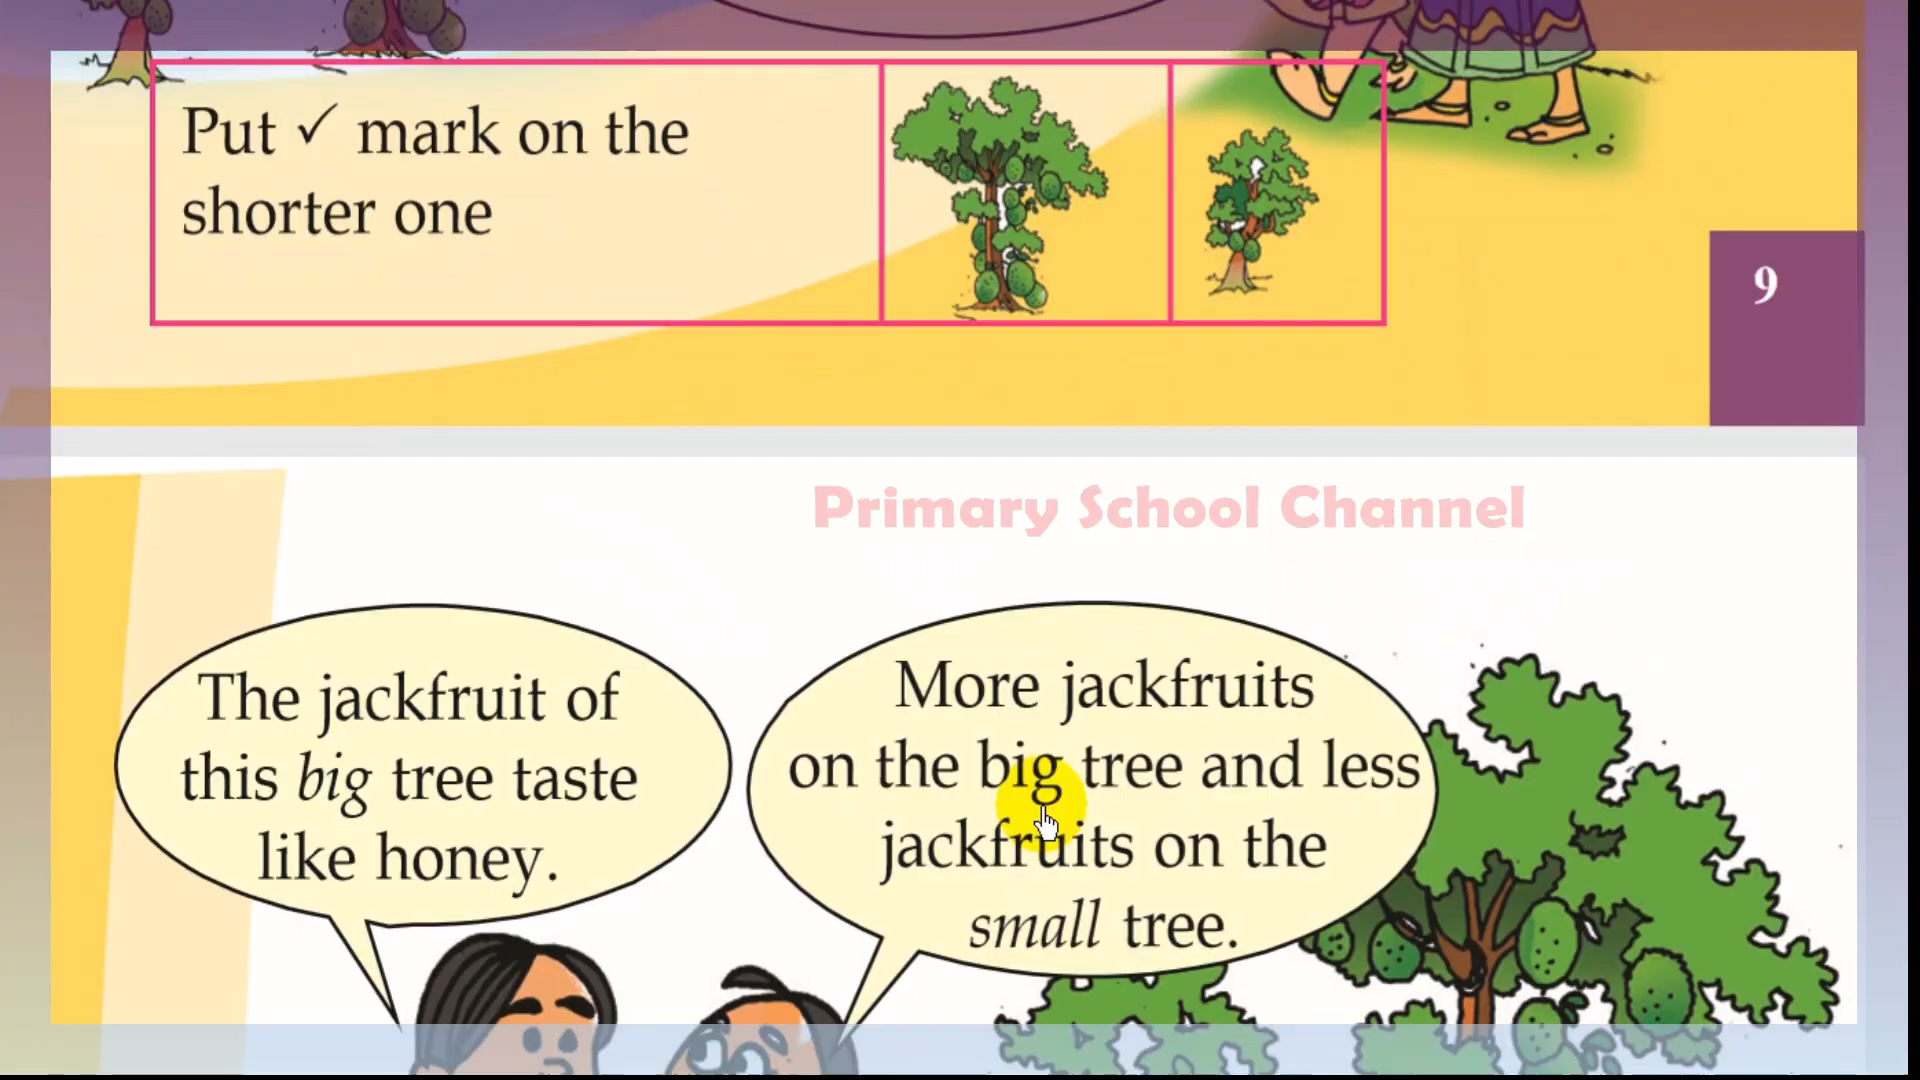 Put ✓ mark on the
shorter one
9
Primary School Channel
The jackfruit of
this big tree taste
like honey.
More jackfruits
on the big tree and less
jackfruits on the
small tree.